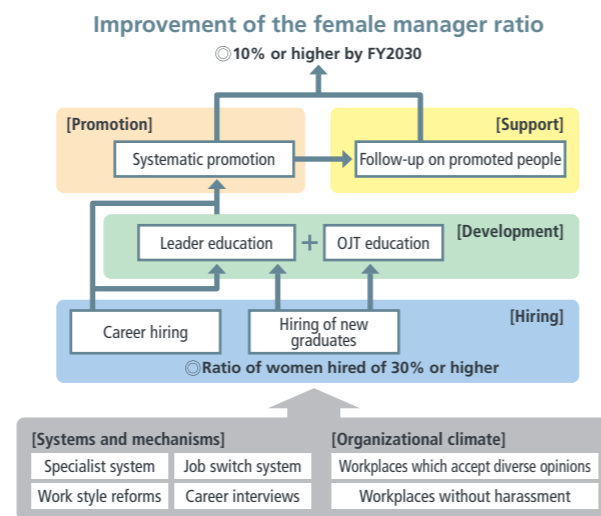 Improvement of the female manager ratio
◎10% or higher by FY2030
[Promotion]
[Support]
Systematic promotion
Follow-up on promoted people
[Development]
Leader education
+
OJT education
[Hiring]
Career hiring
Hiring of new
graduates
◎Ratio of women hired of 30% or higher
[Systems and mechanisms]
Specialist system
Job switch system
Work style reforms
Career interviews
[Organizational climate]
Workplaces which accept diverse opinions
Workplaces without harassment